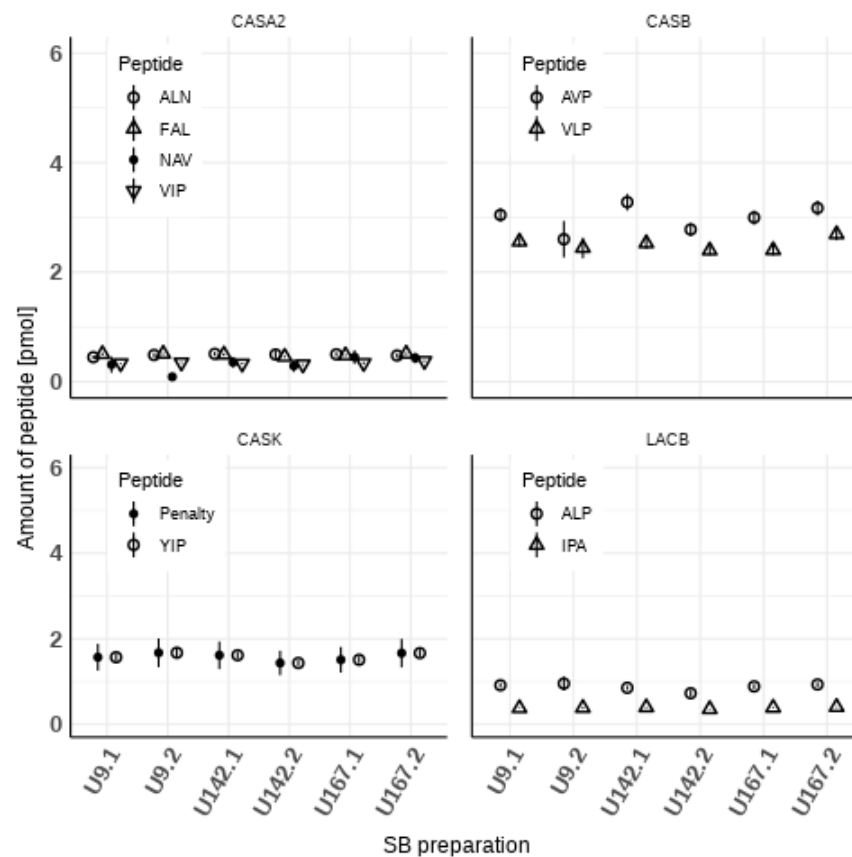 CASA2
CASB
6
4
2
0
Peptide
ALN
FAL
NAV
VIP
Peptide
AVP
VLP
Amount of peptide [pmol]
CASK
LACB
6
4
2
0
Peptide
Penalty
YIP
Peptide
ALP
IPA
U9.1
U9.2
U142.1
U142.2
U167.1
U167.2
U9.1
U9.2
U142.1
U142.2
U167.1
U167.2
SB preparation